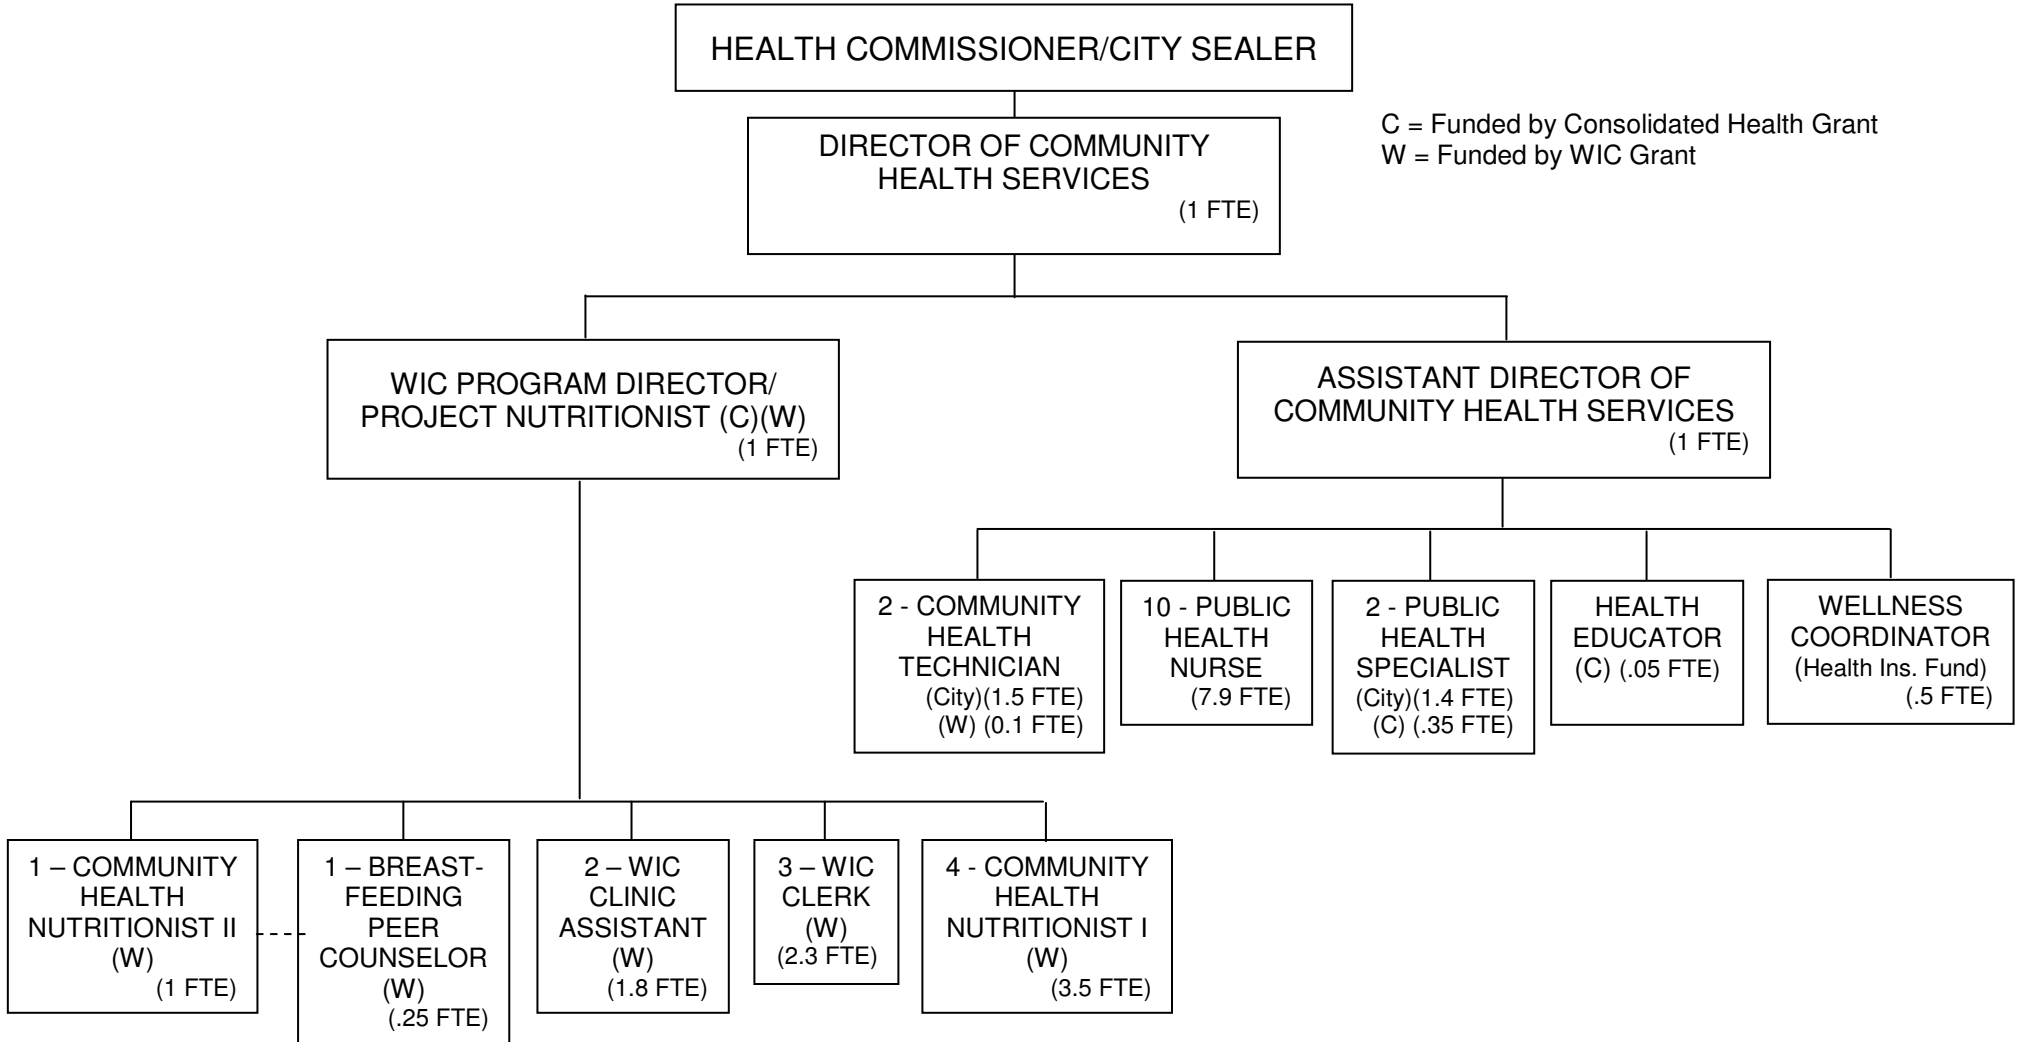 HEALTH COMMISSIONER/CITY SEALER
DIRECTOR OF COMMUNITY
HEALTH SERVICES
(1 FTE)
C = Funded by Consolidated Health Grant
W = Funded by WIC Grant
WIC PROGRAM DIRECTOR/
PROJECT NUTRITIONIST (C)(W)
(1 FTE)
ASSISTANT DIRECTOR OF
COMMUNITY HEALTH SERVICES
(1 FTE)
2 - COMMUNITY
HEALTH
TECHNICIAN
(City)(1.5 FTE)
(W) (0.1 FTE)
10 - PUBLIC
HEALTH
NURSE
(7.9 FTE)
2 - PUBLIC
HEALTH
SPECIALIST
(City)(1.4 FTE)
(C) (.35 FTE)
HEALTH
EDUCATOR
(C) (.05 FTE)
WELLNESS
COORDINATOR
(Health Ins. Fund)
(.5 FTE)
1 – COMMUNITY
HEALTH
NUTRITIONIST II
(W)
(1 FTE)
1 – BREAST-
FEEDING
PEER
COUNSELOR
(W)
(.25 FTE)
2 – WIC
CLINIC
ASSISTANT
(W)
(1.8 FTE)
3 – WIC
CLERK
(W)
(2.3 FTE)
4 - COMMUNITY
HEALTH
NUTRITIONIST I
(W)
(3.5 FTE)